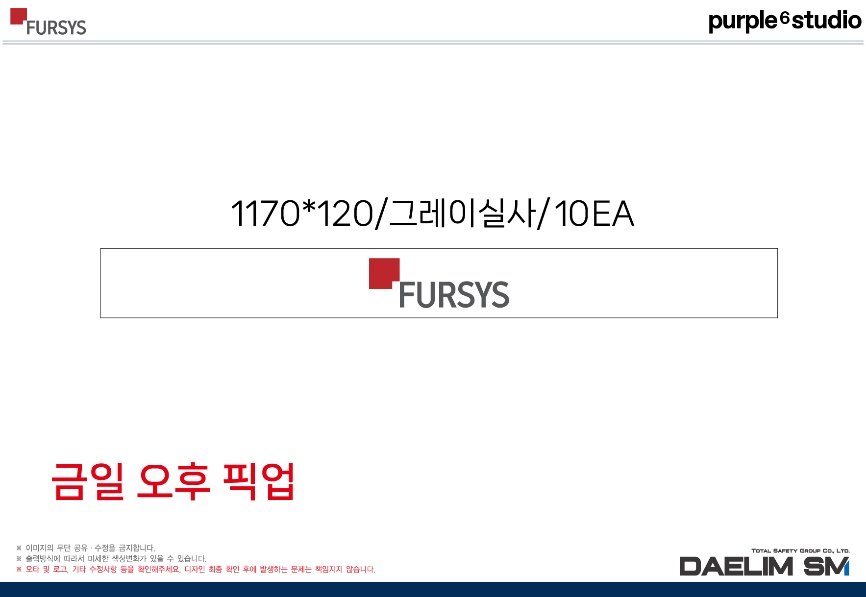 FURSYS
purple6studio
1170*120/그레이실사/10EA
FURSYS
금일 오후 픽업
※ 이미지의 무단 공유 · 수정을 금지합니다.
※ 출력방식에 따라서 미세한 색상변화가 있을 수 있습니다.
※ 오타 및 로고, 기타 수정사항 등을 확인해주세요. 디자인 최종 확인 후에 발생하는 문제는 책임지지 않습니다.
TOTAL SAFETY GROUP CO., LTD.
DAELIM SM